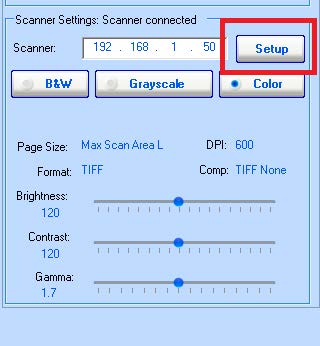 Scanner Settings: Scanner connected
Scanner: 192 . 168 . 1 . 50 Setup
B&W Grayscale Color
Page Size: Max Scan Area L DPI: 600
Format: TIFF Comp: TIFF None
Brightness:
120
Contrast:
120
Gamma:
1.7